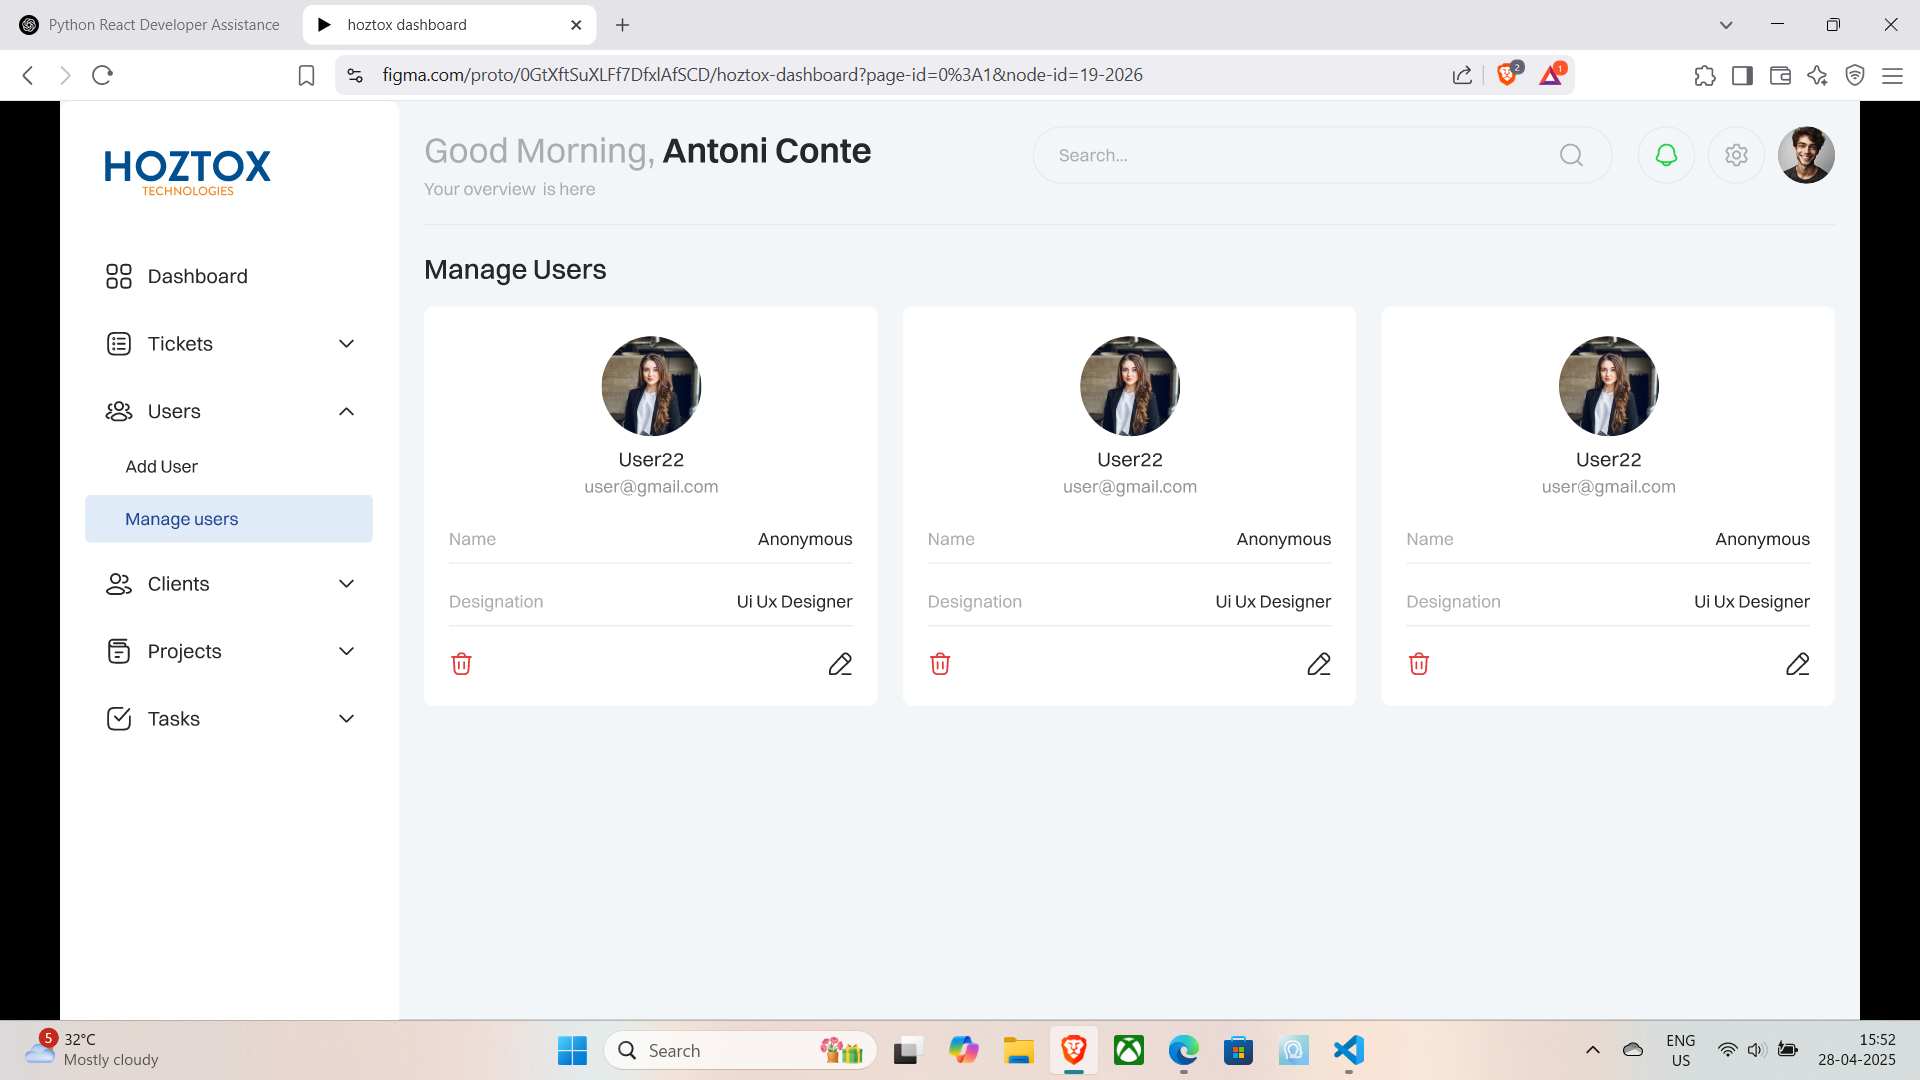 Python React Developer Assistance
hoztox dashboard
figma.com/proto/0GtXftSuXLFf7DfxlAfSCD/hoztox-dashboard?page-id=0%3A1&node-id=19-2026
2
1
HOZTOX
TECHNOLOGIES
Good Morning, Antoni Conte
Your overview is here
Search...
Dashboard
Tickets
Users
Add User
Manage users
Clients
Projects
Tasks
Manage Users
User22
user@gmail.com
Name Anonymous
Designation Ui Ux Designer
User22
user@gmail.com
Name Anonymous
Designation Ui Ux Designer
User22
user@gmail.com
Name Anonymous
Designation Ui Ux Designer
5
32°C
Mostly cloudy
Search
ENG
US
15:52
28-04-2025